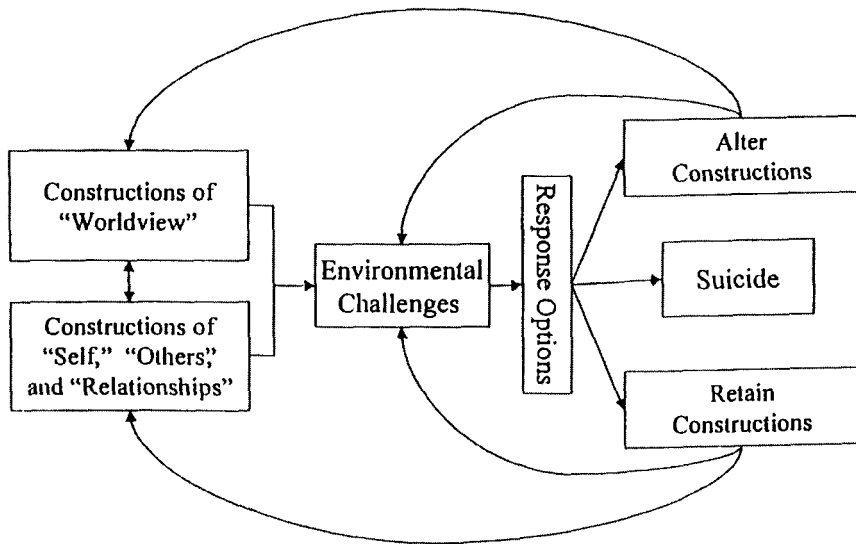 Constructions of
“Worldview”
Constructions of
“Self,” “Others”,
and “Relationships”
Environmental
Challenges
Response Options
Alter
Constructions
Suicide
Retain
Constructions